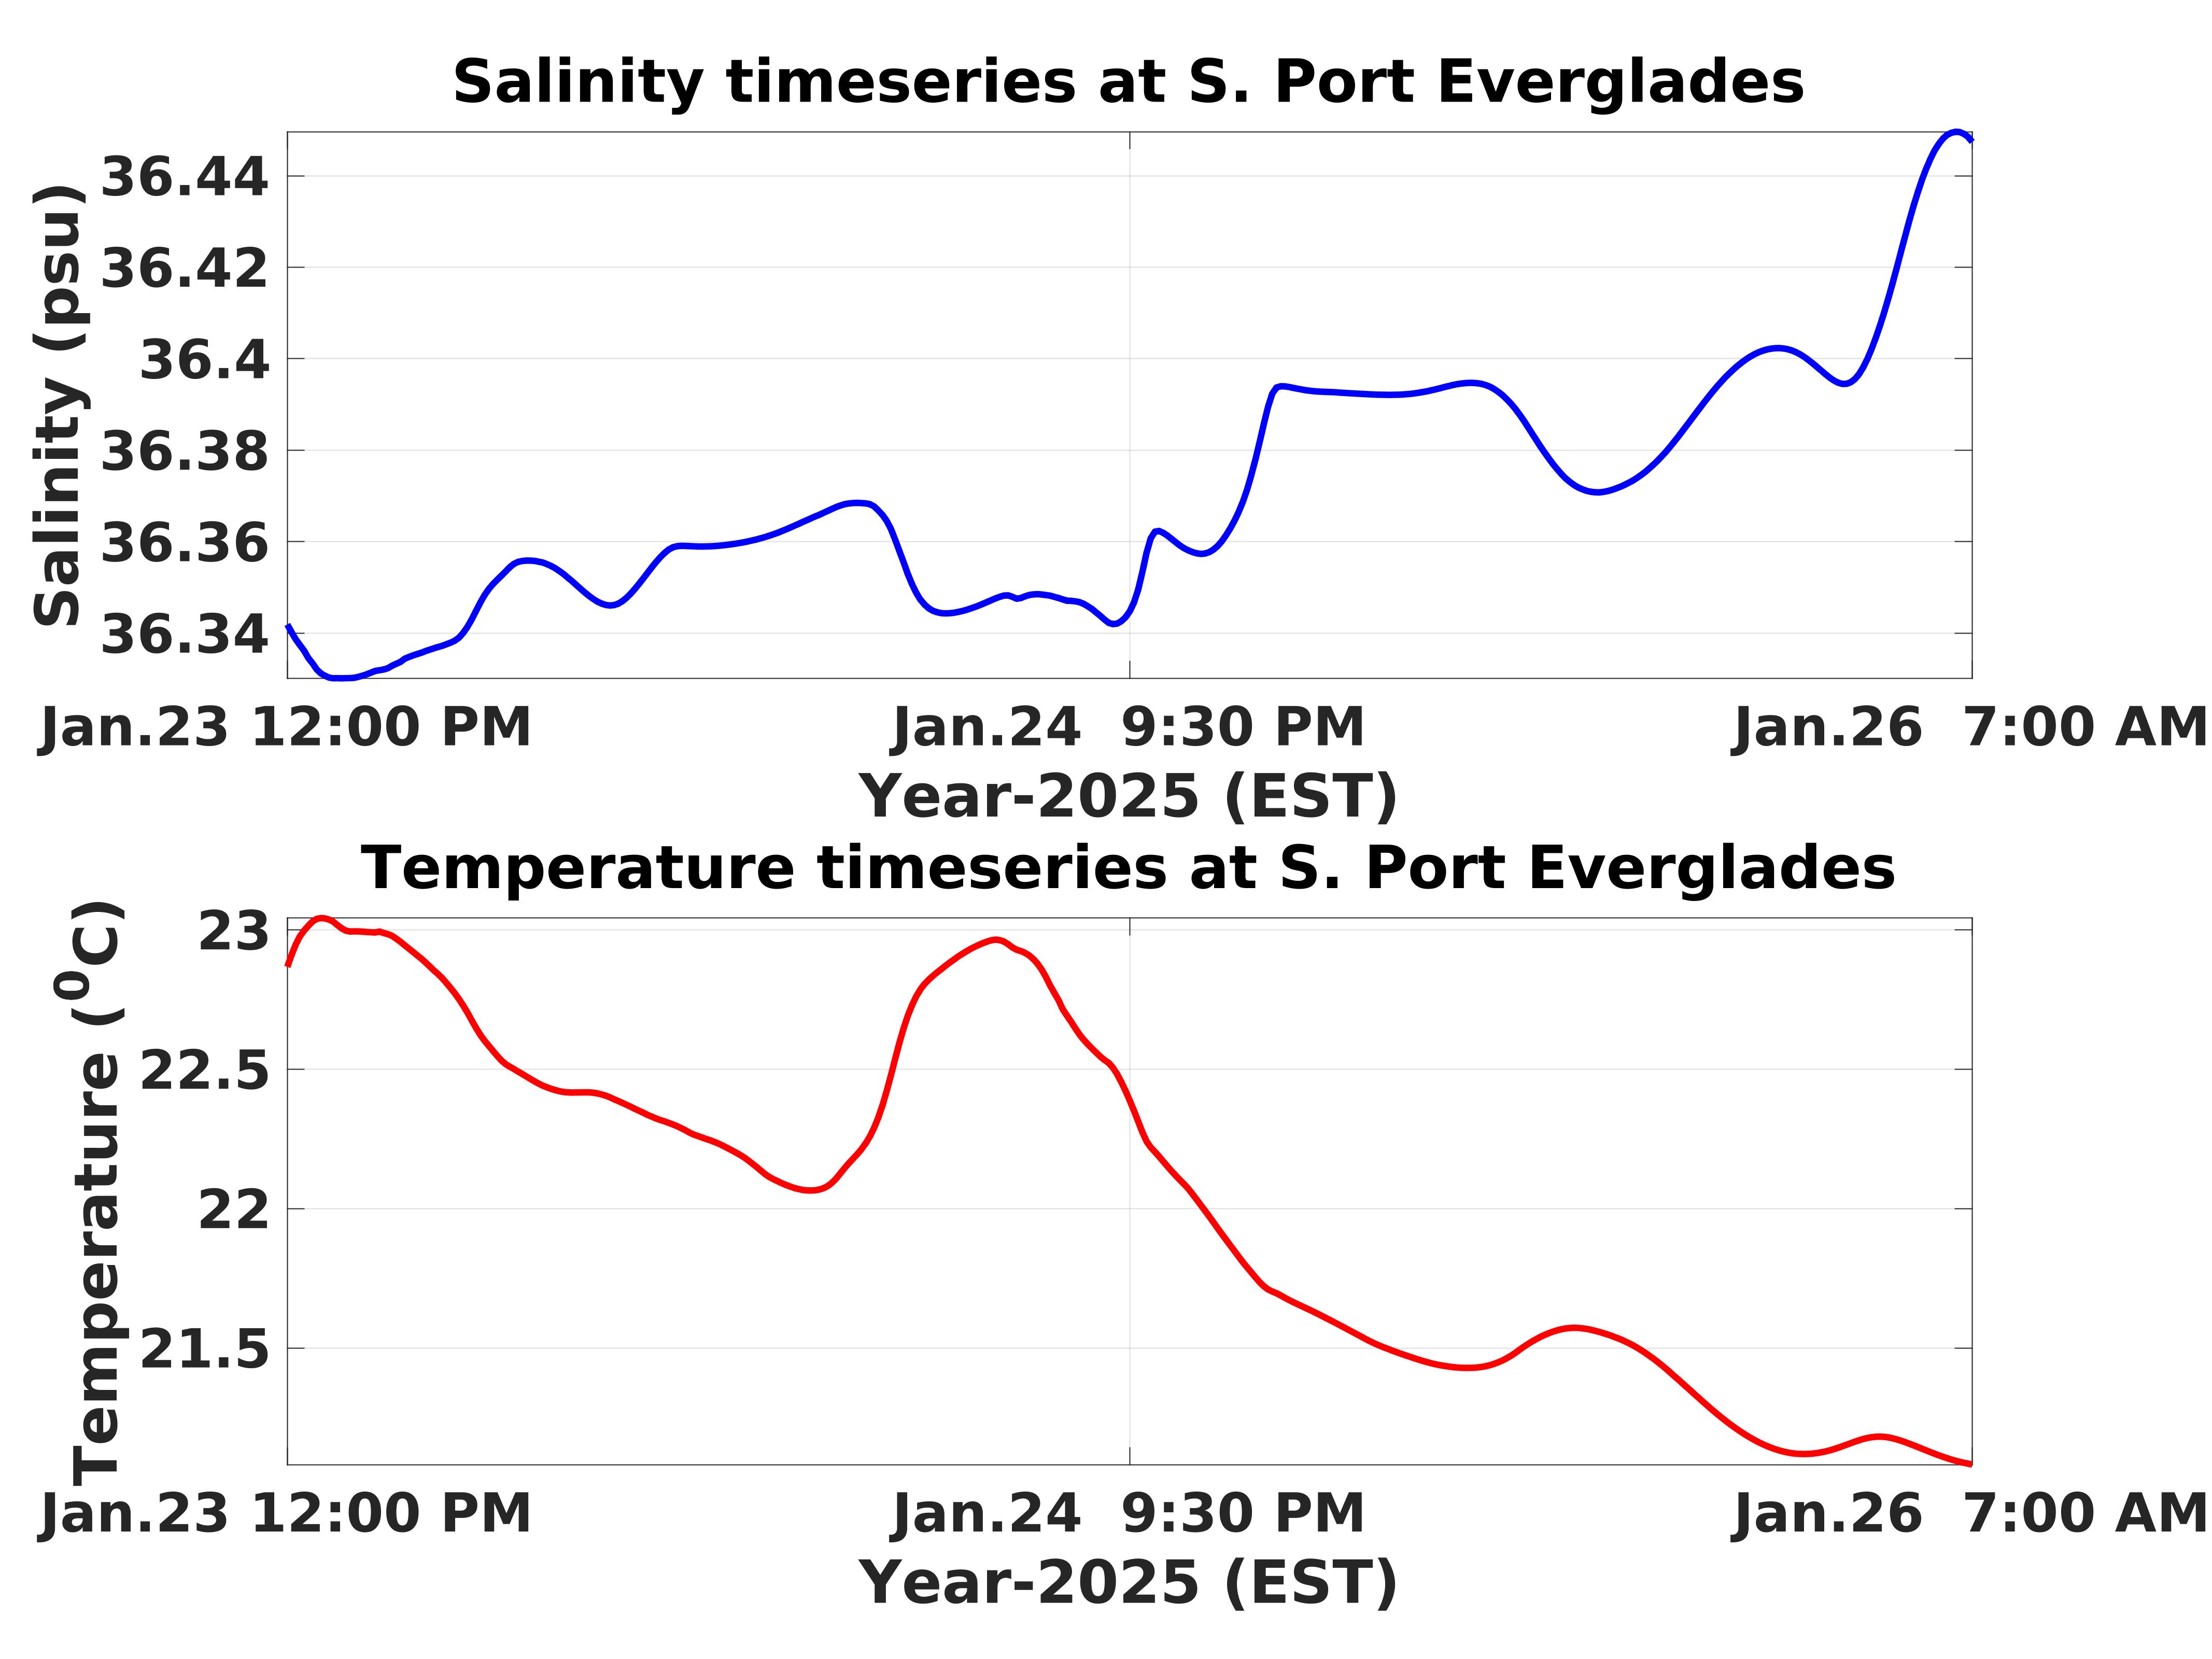 Salinity timeseries at S. Port Everglades
Salinity (psu)
36.44
36.42
36.4
36.38
36.36
36.34
Jan.23 12:00 PM
Jan.24  9:30 PM
Jan.26  7:00 AM
Year-2025 (EST)
Temperature timeseries at S. Port Everglades
Temperature (⁰C)
23
22.5
22
21.5
Jan.23 12:00 PM
Jan.24  9:30 PM
Jan.26  7:00 AM
Year-2025 (EST)